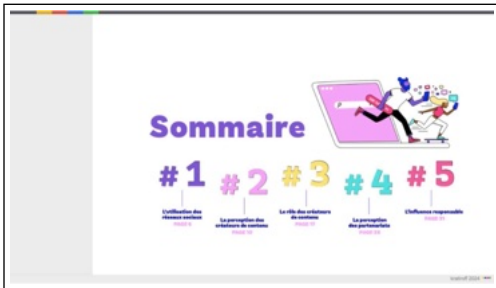 Sommaire
#1
#2
#3
#4
#5
L'utilisation des
réseaux sociaux
La perception des
créateurs de contenu
Le rôle des créateurs
de contenu
La perception
des partenariats
L'influence responsable